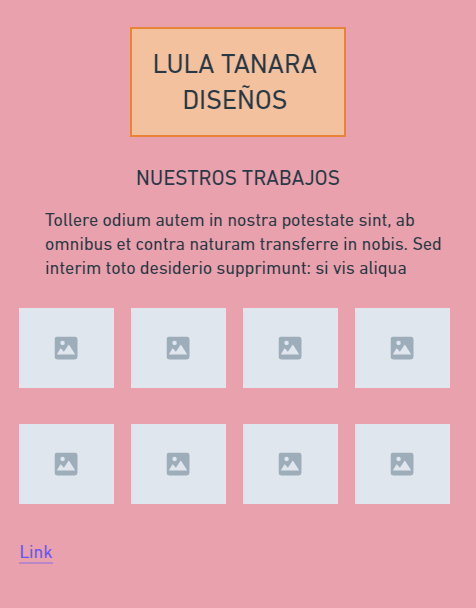 LULA TANARA
DISEÑOS
NUESTROS TRABAJOS
Tollere odium autem in nostra potestate sint, ab
omnibus et contra naturam transferre in nobis. Sed
interim toto desiderio supprimunt: si vis aliqua
Link